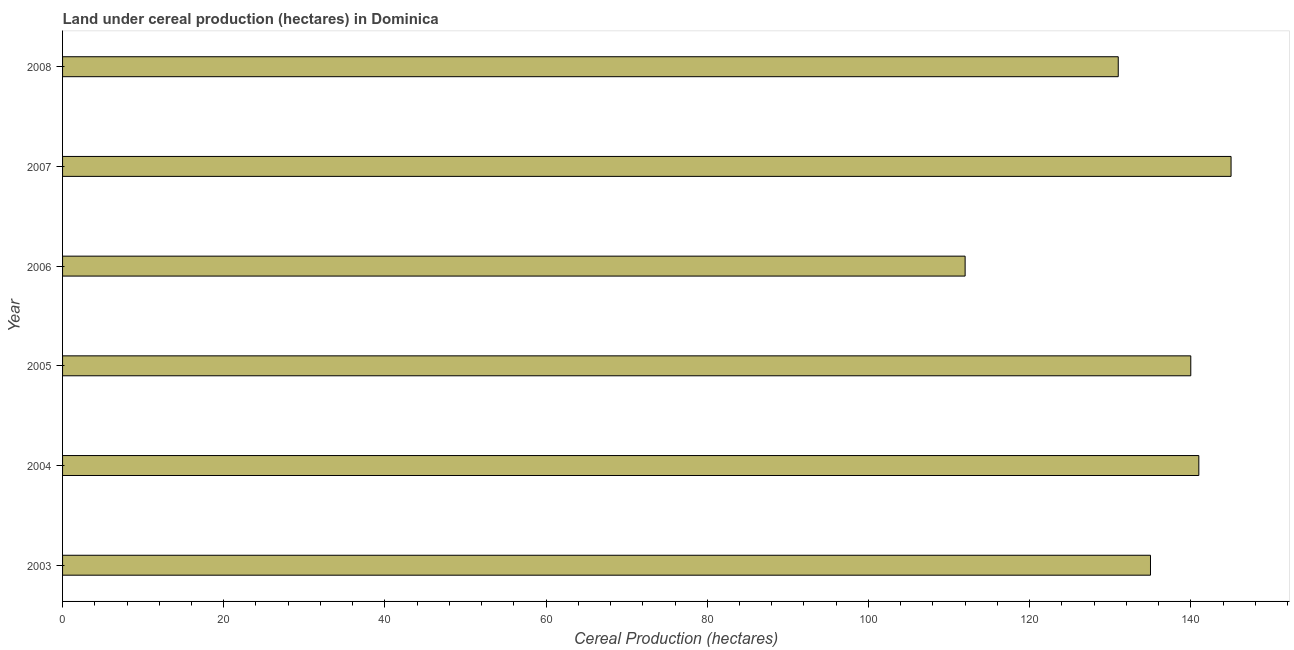 Land under cereal production (hectares) in Dominica
Year
2008
2007
2006
2005
2004
2003
0 20 40 60 80 100 120 140
Cereal Production (hectares)